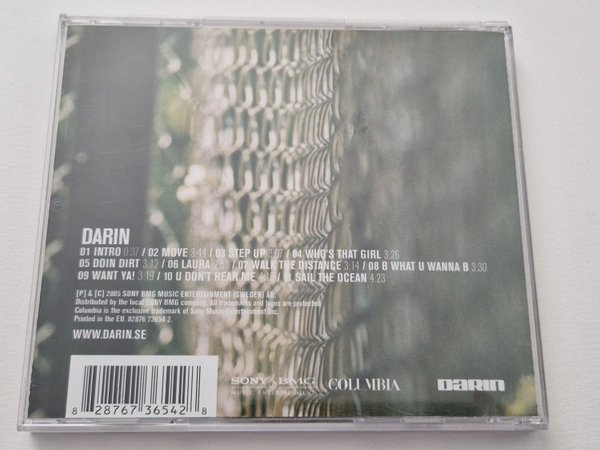 DARIN
01 INTRO 0:37 / 02 MOVE 3:44 / 03 STEP UP 3:07 / 04 WHO'S THAT GIRL 3:26
05 DOIN DIRT 3:12 / 06 LAURA 2:53 / 07 WALK THE DISTANCE 3:14 / 08 B WHAT U WANNA B 3:30
09 WANT YA! 3:19 / 10 U DON'T HEAR ME / 11 SAIL THE OCEAN 4:23
[P] & [C] 2005 SONY BMG MUSIC ENTERTAINMENT (SWEDEN) AB.
Distributed by the local SONY BMG company. All trademarks and logos are protected.
Columbia is the exclusive trademark of Sony Music Entertainment Inc.
Printed in the EU. 82876 73654 2.
WWW.DARIN.SE
8 28767 36542 8
SONY BMG
MUSIC ENTERTAINMENT
COLUMBIA
DARIN